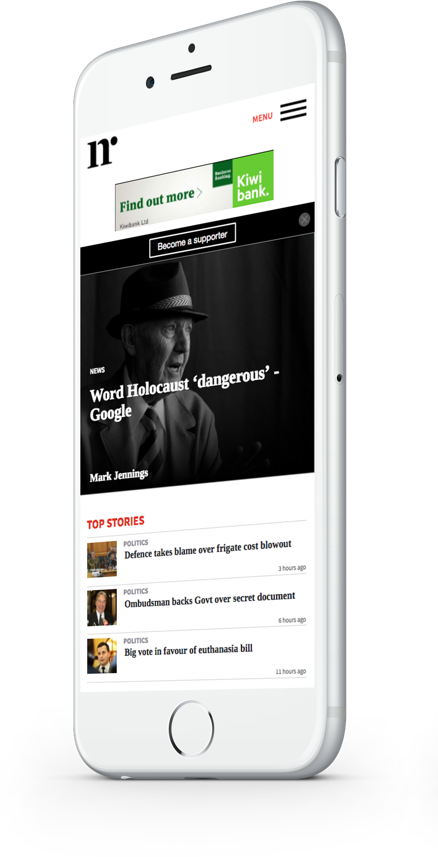 n
MENU
Find out more
Business
Banking.
Kiwi
bank.
Kiwibank Ltd
Become a supporter
NEWS
Word Holocaust ‘dangerous’ -
Google
Mark Jennings
TOP STORIES
POLITICS
Defence takes blame over frigate cost blowout
3 hours ago
POLITICS
Ombudsman backs Govt over secret document
6 hours ago
POLITICS
Big vote in favour of euthanasia bill
11 hours ago